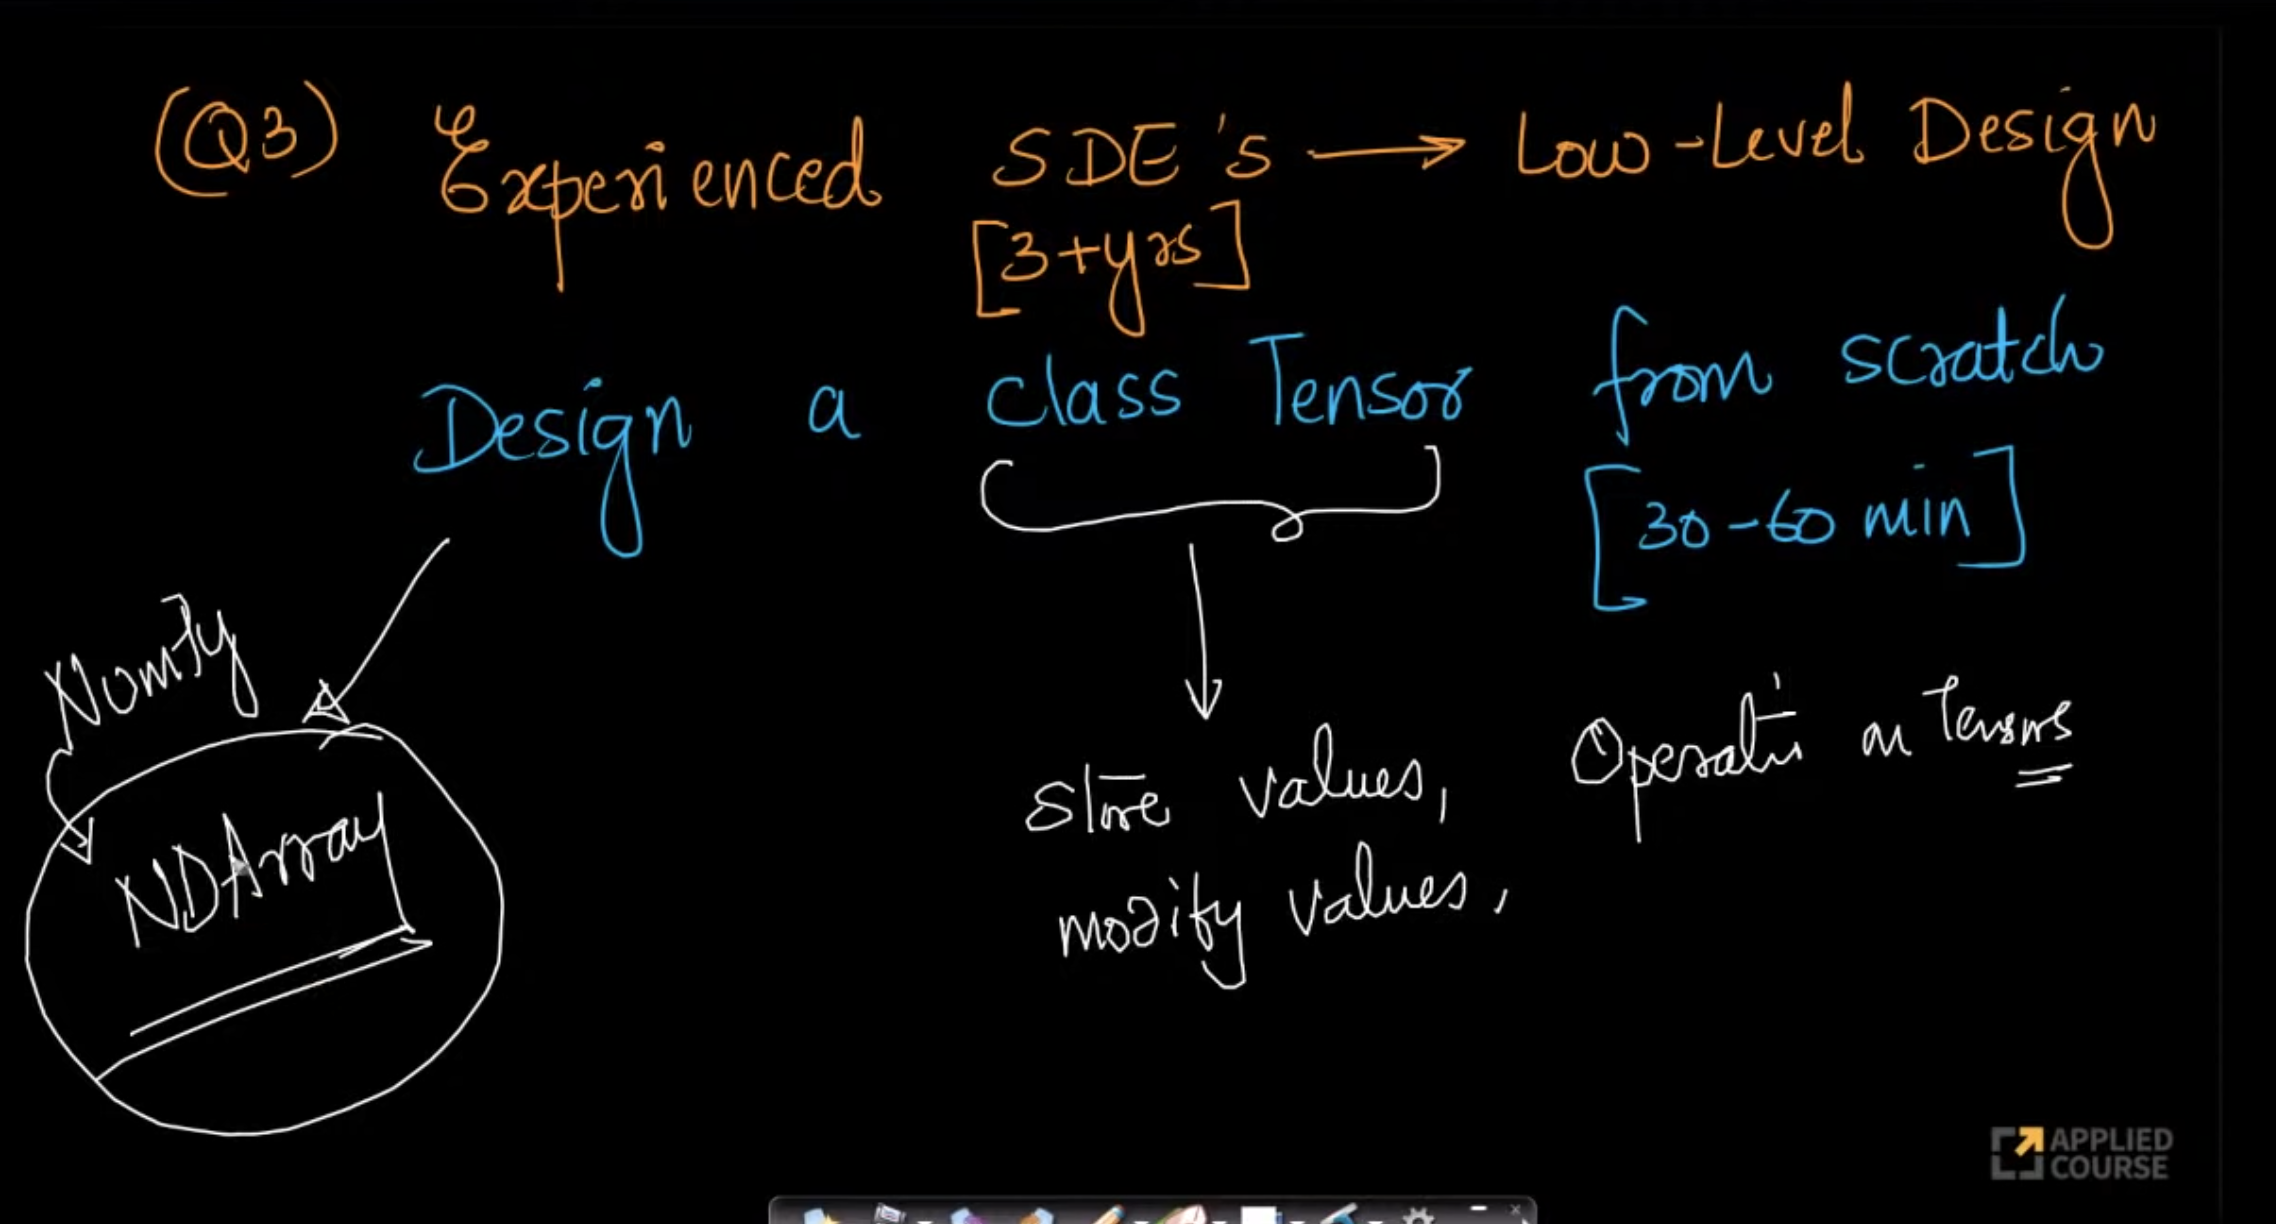 (Q3) Experienced SDE's → Low-Level Design
[3+yrs]
Design a class Tensor from scratch
[30-60 min]
Numpy
NDArray
store values,
modify values,
Operatn on Tensors
APPLIED
COURSE